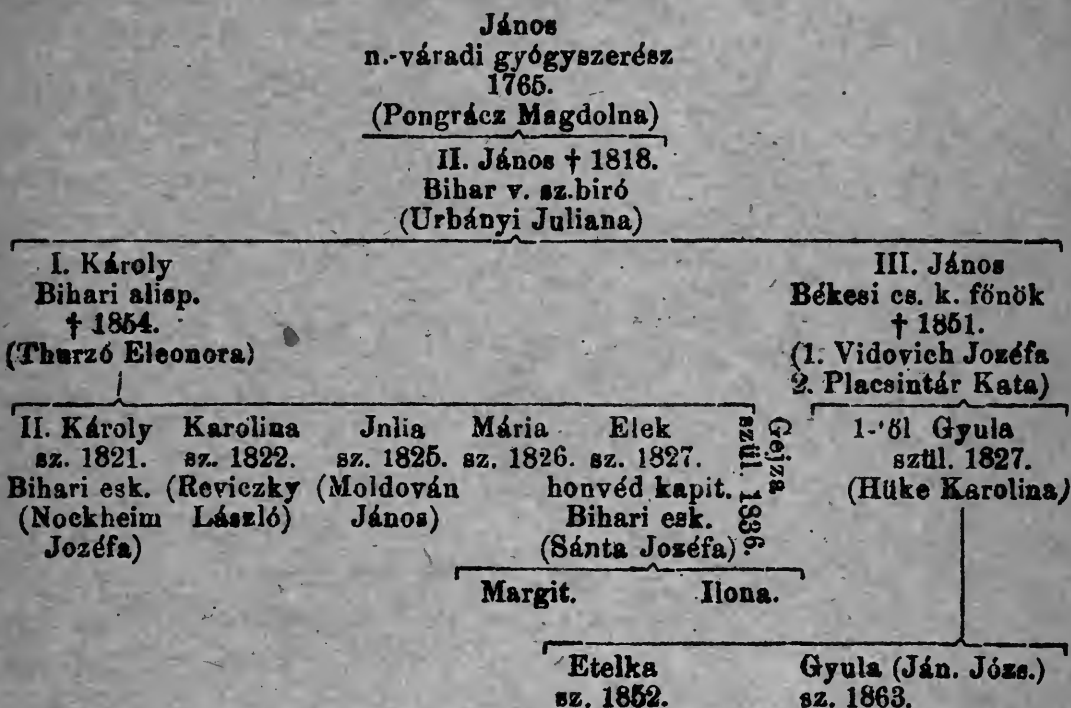 János
n.-váradi gyógyszerész
1765.
(Pongrácz Magdolna)
II. János † 1818.
Bihar v. sz.biró
(Urbányi Juliana)
I. Károly
Bihari alisp.
† 1854.
(Thurzó Eleonora)
III. János
Békesi cs. k. főnök
† 1851.
(1. Vidovich Jozéfa
2. Placsintár Kata)
II. Károly
sz. 1821.
Bihari esk.
(Nockheim
Jozéfa)
Karolina
sz. 1822.
(Reviczky
László)
Jnlia
sz. 1825.
(Moldován
János)
Mária
sz. 1826.
Elek
sz. 1827.
honvéd kapit.
Bihari esk.
(Sánta Joséfa)
Gejza
szül. 1836.
1-ʻől Gyula
szül. 1827.
(Hüke Karolina)
Margit.
Ilona.
Etelka
sz. 1852.
Gyula (Ján. Józs.)
sz. 1863.